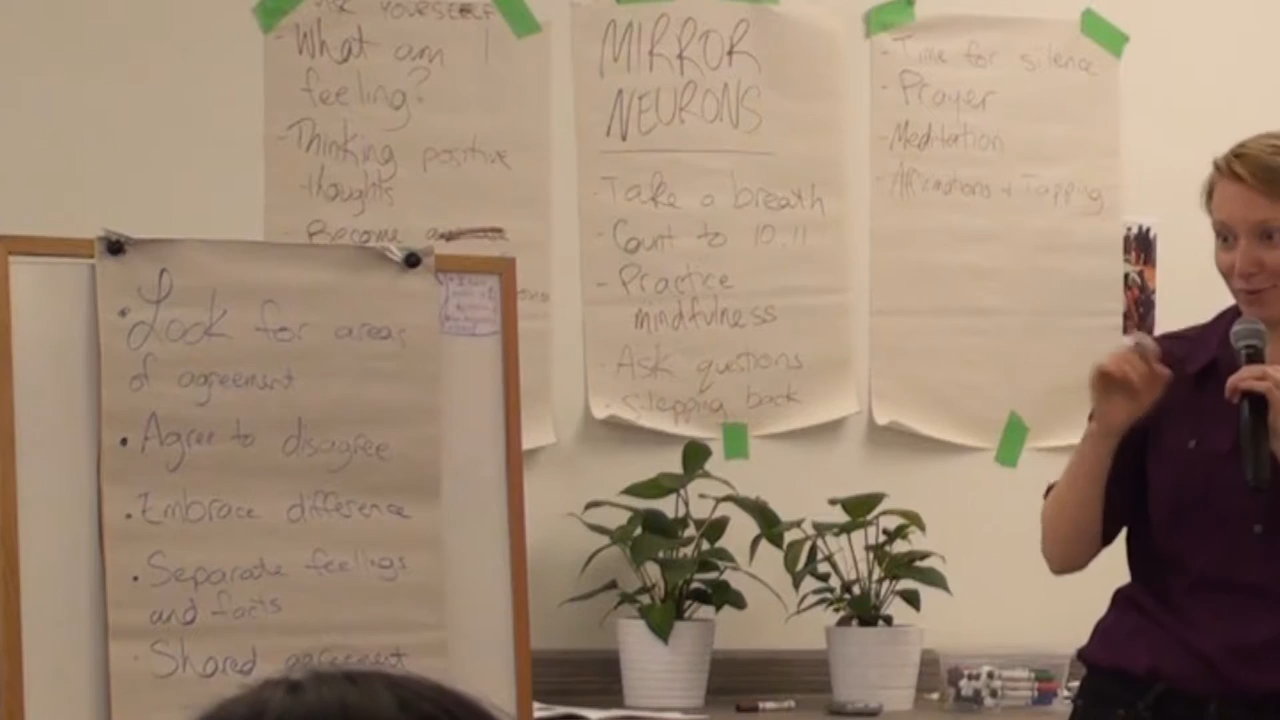 ASK YOURSELF
- What am I
feeling?
- Thinking positive
thoughts
- Become
MIRROR
NEURONS
- Take a breath
- Count to 10.11
- Practice
mindfulness
- Ask questions
- Stepping back
- Time for silence
- Prayer
- Meditation
- Affirmations + Tapping
• Look for areas
of agreement
• Agree to disagree
• Embrace difference
• Separate feelings
and facts
• Shared agreement